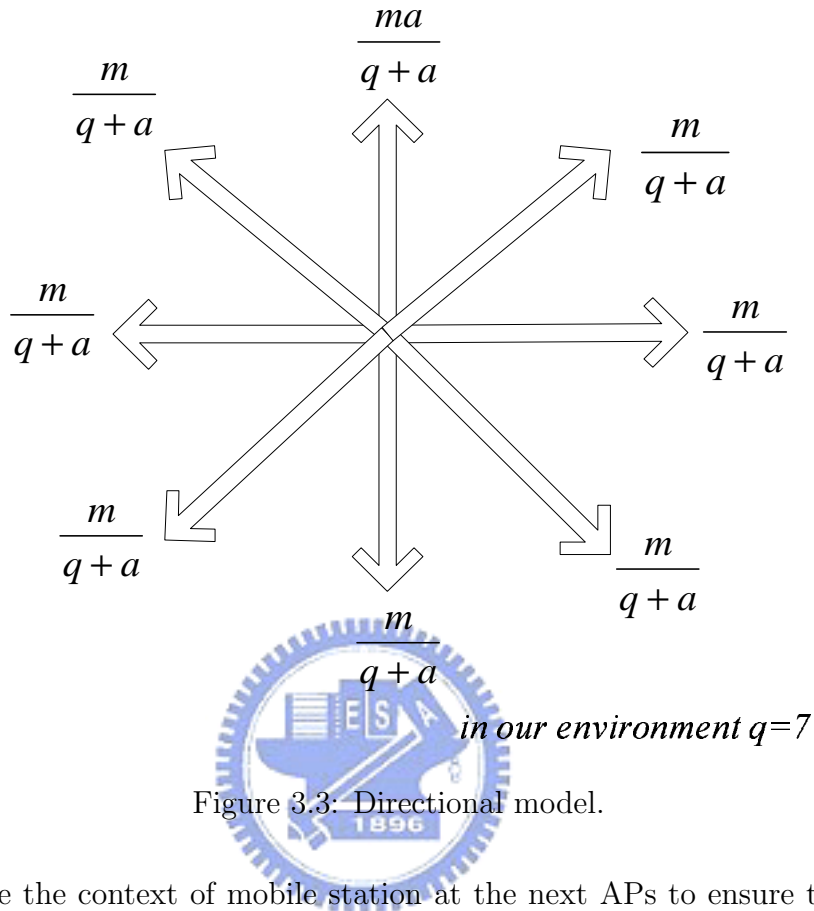 ma
q + a
m
q + a
m
q + a
m
q + a
m
q + a
m
q + a
m
q + a
m
q + a
E S A
in our environment q=7
Figure 3.3: Directional model.
1896
e the context of mobile station at the next APs to ensure t